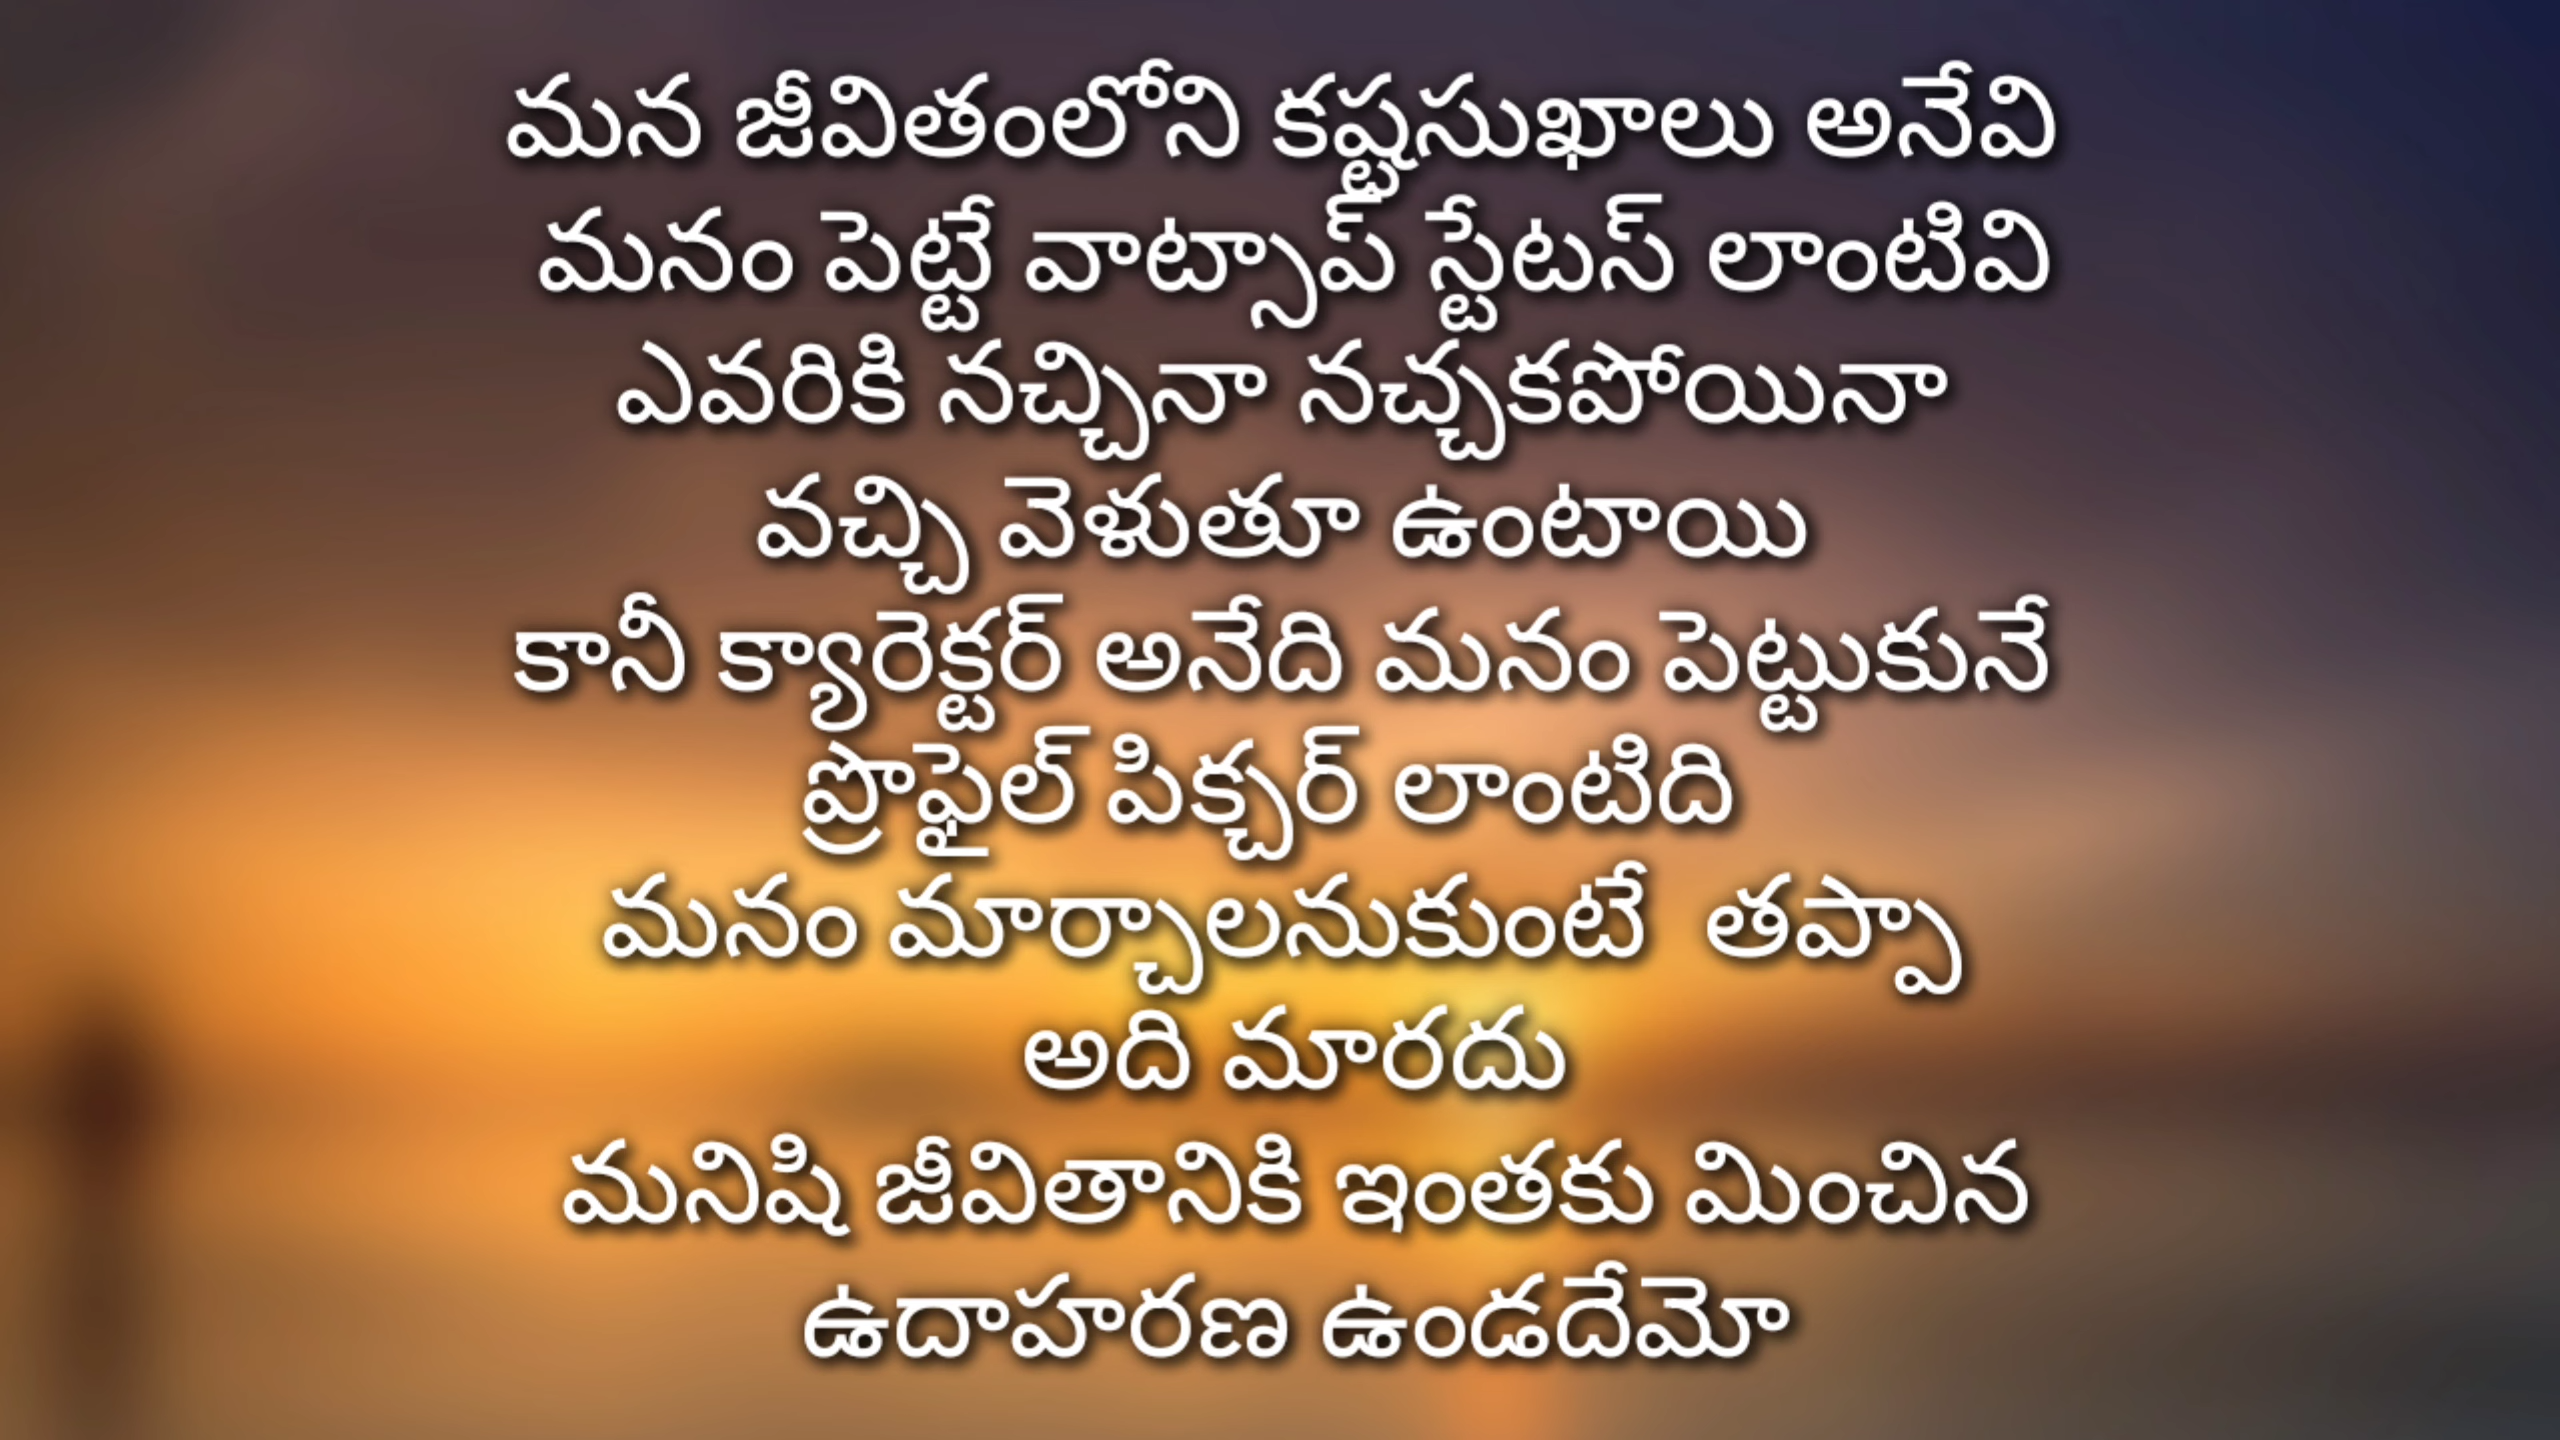 మన జీవితంలోని కష్టసుఖాలు అనేవి
మనం పెట్టే వాట్సాప్ స్టేటస్ లాంటివి
ఎవరికి నచ్చినా నచ్చకపోయినా
వచ్చి వెళుతూ ఉంటాయి
కానీ క్యారెక్టర్ అనేది మనం పెట్టుకునే
ప్రొఫైల్ పిక్చర్ లాంటిది
మనం మార్చాలనుకుంటే తప్పా
అది మారదు
మనిషి జీవితానికి ఇంతకు మించిన
ఉదాహరణ ఉండదేమో